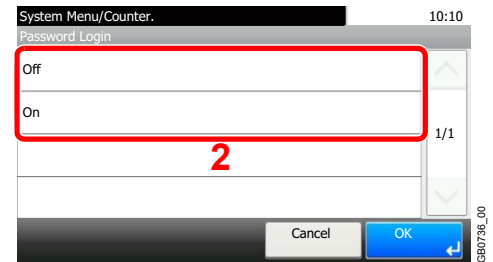 System Menu/Counter. 10:10
Password Login
Off
On
1/1
2
Cancel OK
GB0736_00